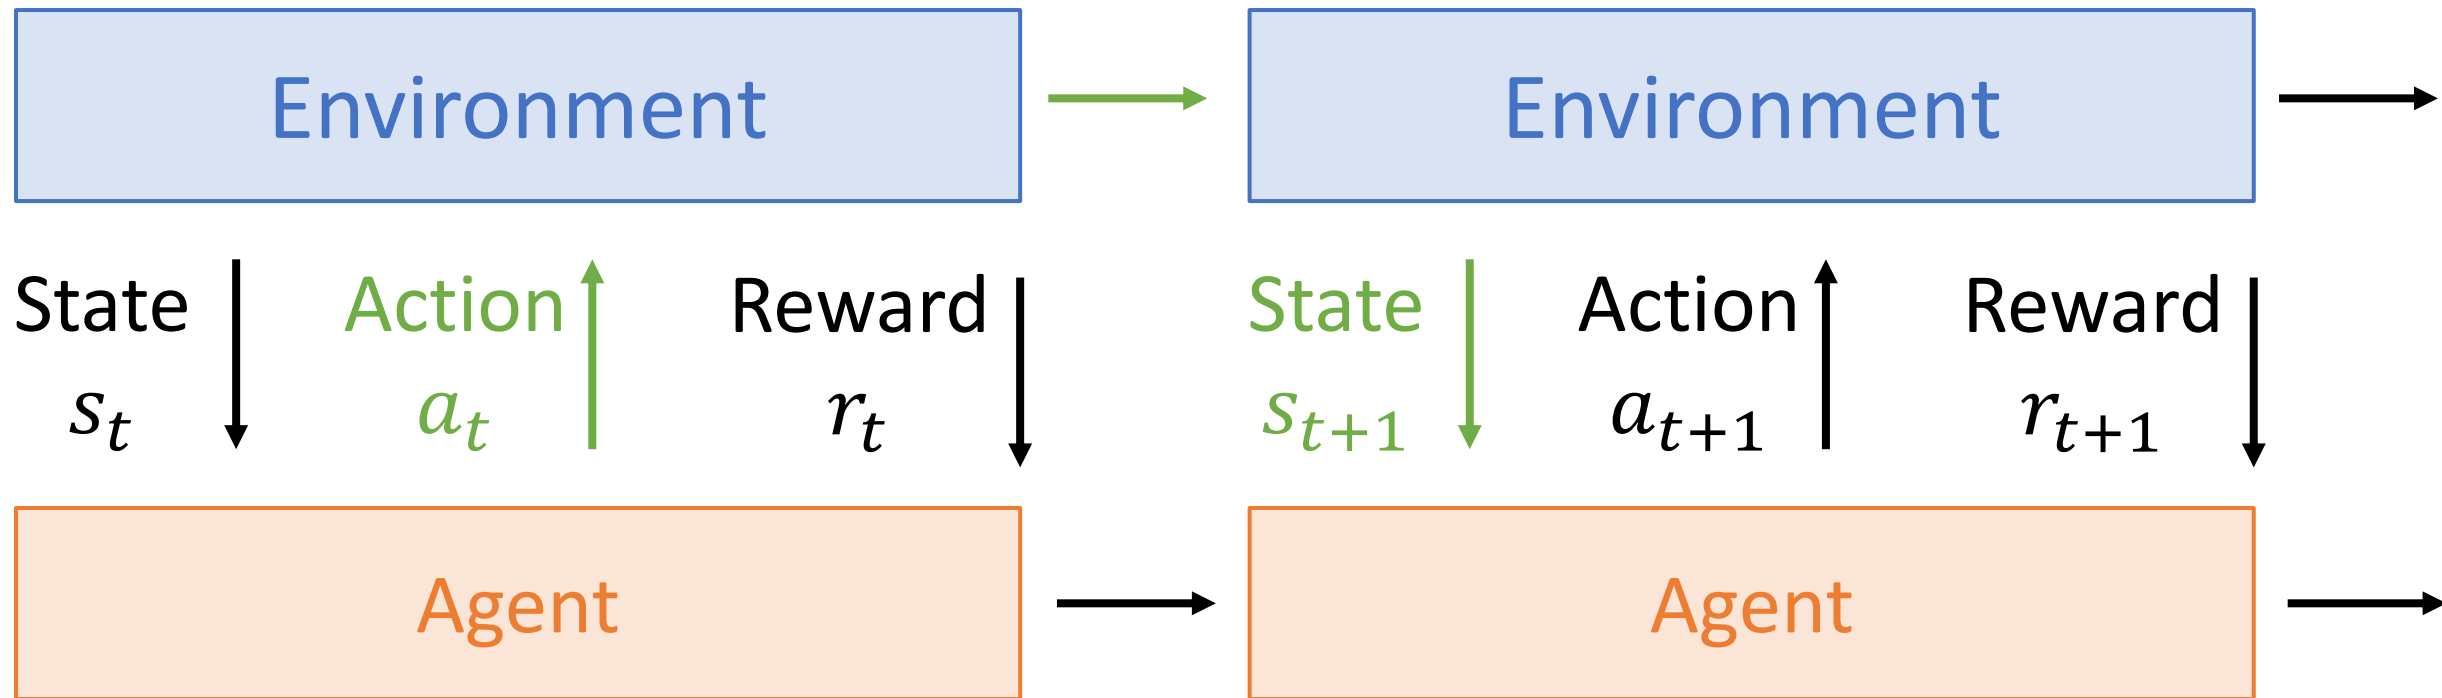 Environment Environment
State Action Reward State Action Reward
s_t a_t r_t s_{t+1} a_{t+1} r_{t+1}
Agent Agent